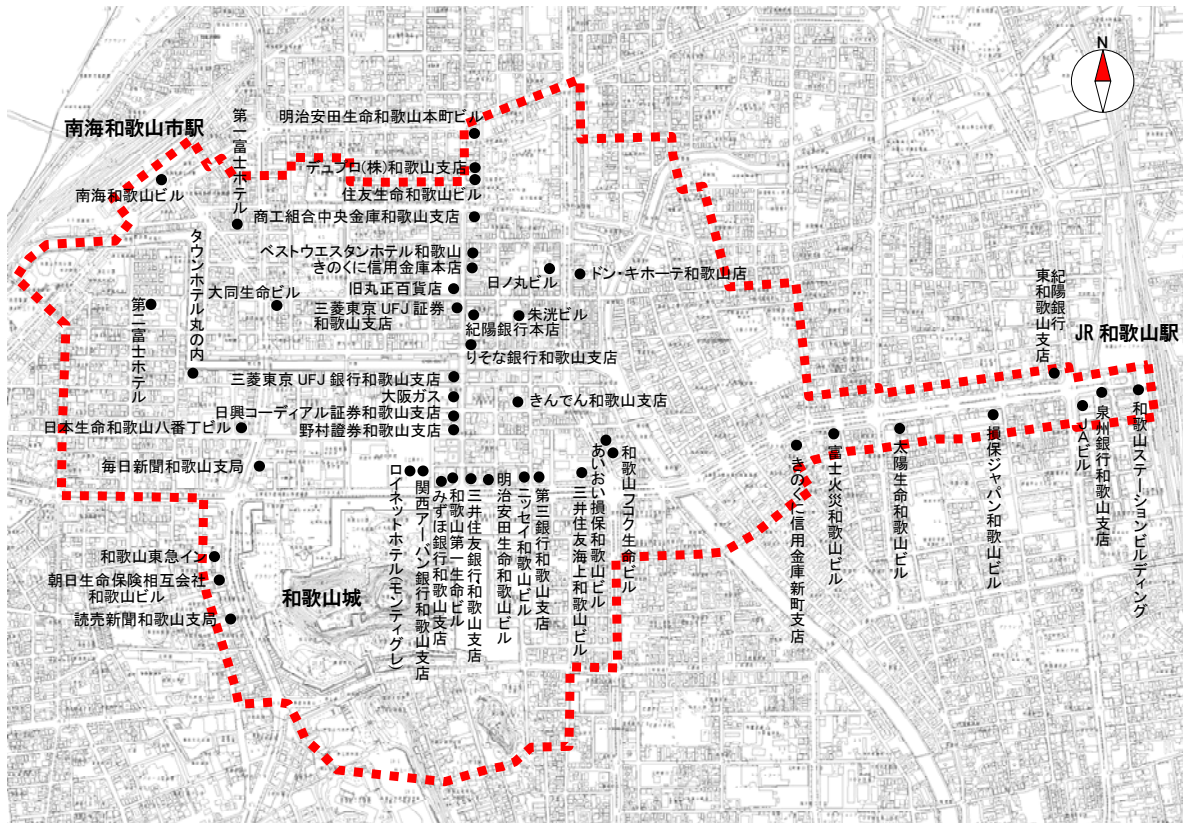 N
明治安田生命和歌山本町ビル
第一富士ホテル
南海和歌山市駅
デュプロ(株)和歌山支店
南海和歌山ビル
住友生命和歌山ビル
商工組合中央金庫和歌山支店
タウンホテル丸の内
ベストウエスタンホテル和歌山
きのくに信用金庫本店
日ノ丸ビル
ドン・キホーテ和歌山店
旧丸正百貨店
大同生命ビル
第二富士ホテル
三菱東京UFJ証券
和歌山支店
朱洸ビル
紀陽銀行本店
りそな銀行和歌山支店
紀陽銀行
東和歌山支店
JR和歌山駅
三菱東京UFJ銀行和歌山支店
大阪ガス
きんでん和歌山支店
日興コーディアル証券和歌山支店
日本生命和歌山八番丁ビル
野村證券和歌山支店
毎日新聞和歌山支局
ロイネットホテル(モンティグレ)
関西アーバン銀行和歌山支店
みずほ銀行和歌山支店
和歌山第一生命ビル
三井住友銀行和歌山支店
明治安田生命和歌山ビル
ニッセイ和歌山ビル
第三銀行和歌山支店
三井住友海上和歌山ビル
あいおい損保和歌山ビル
和歌山フコク生命ビル
きのくに信用金庫新町支店
富士火災和歌山ビル
太陽生命和歌山ビル
損保ジャパン和歌山ビル
JAビル
泉州銀行和歌山支店
和歌山ステーションビルディング
和歌山東急イン
朝日生命保険相互会社
和歌山ビル
和歌山城
読売新聞和歌山支局